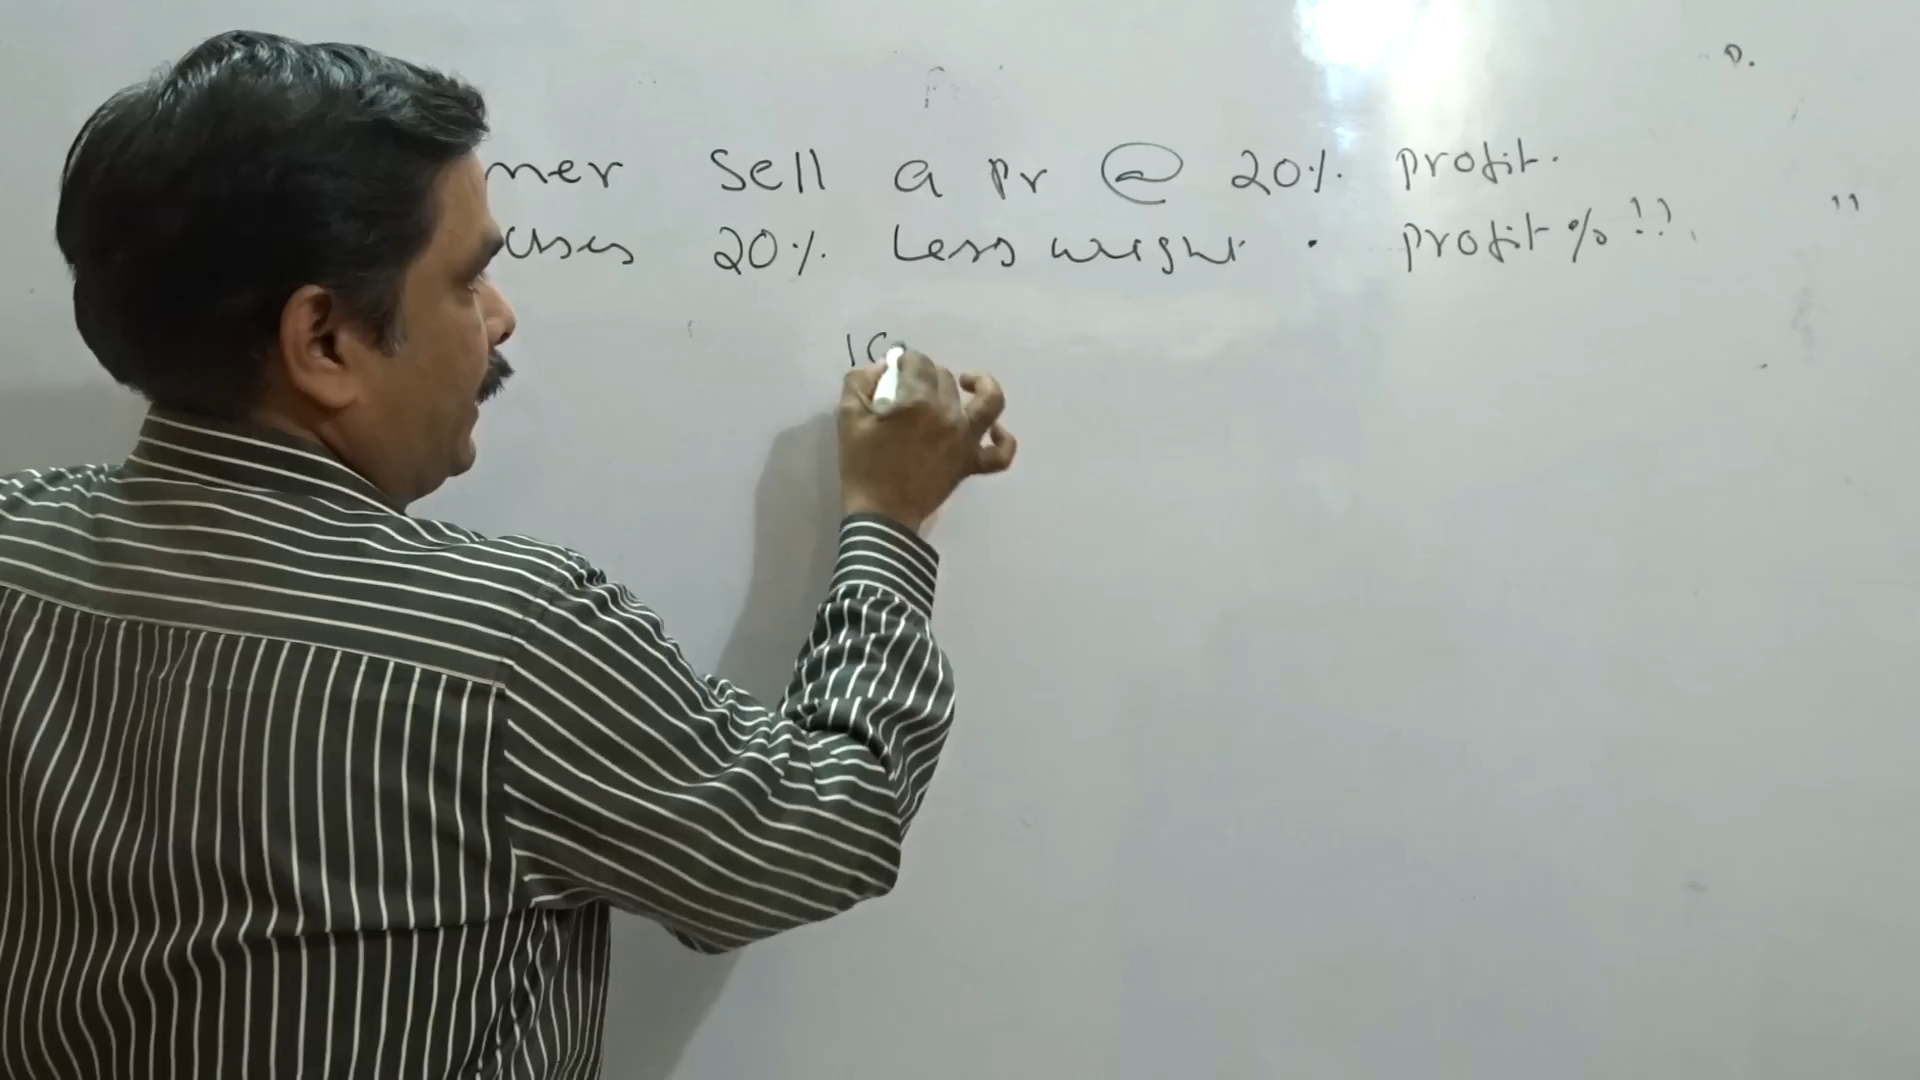 mer sell a pr @ 20% profit.
uses 20% less weight . profit % !!